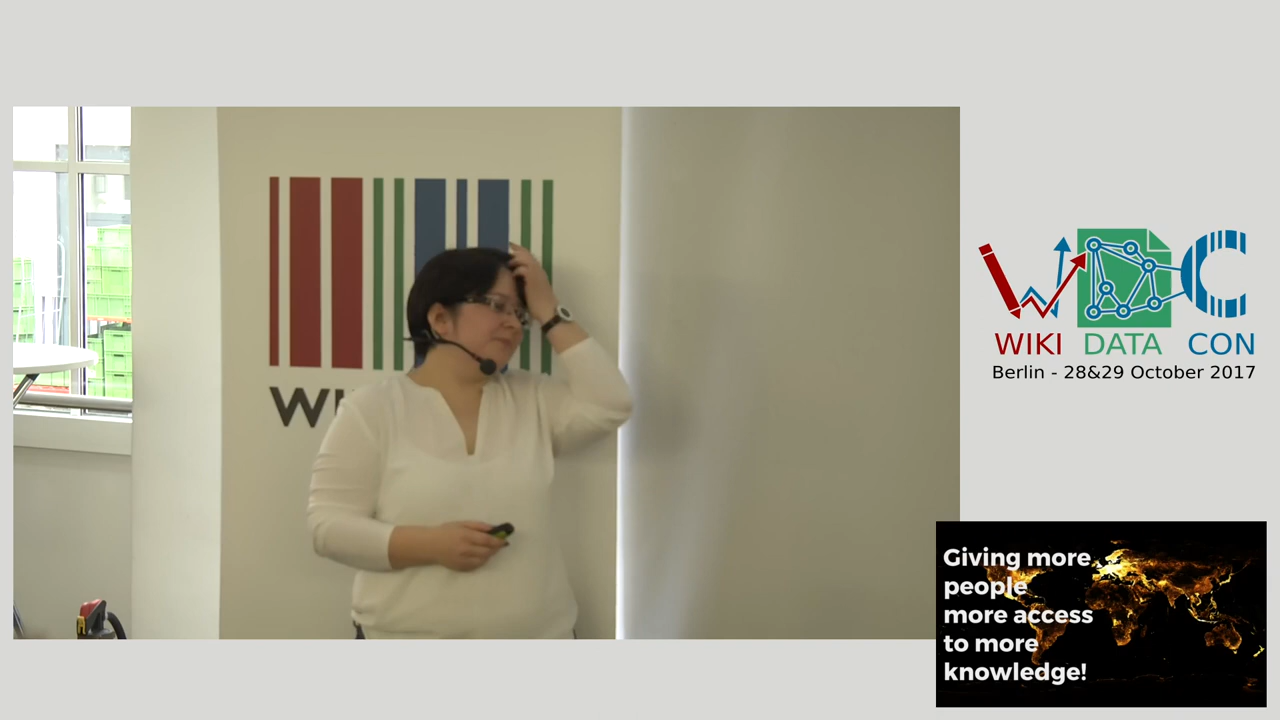 WIKI DATA CON
Berlin - 28&29 October 2017
Giving more
people
more access
to more
knowledge!